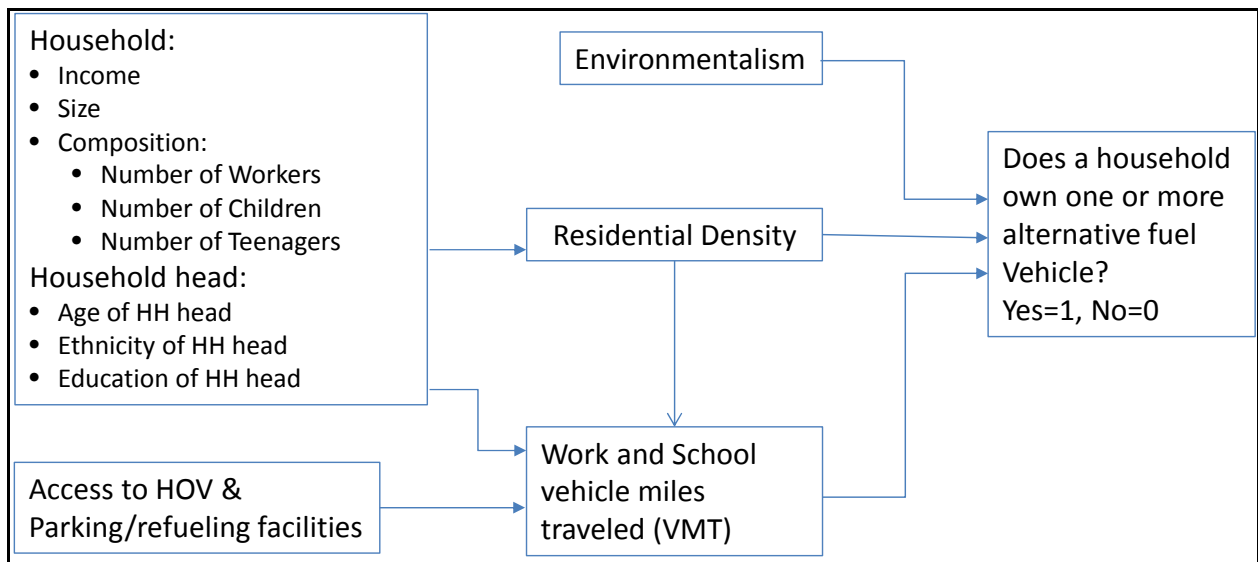 Household:
• Income
• Size
• Composition:
• Number of Workers
• Number of Children
• Number of Teenagers
Household head:
• Age of HH head
• Ethnicity of HH head
• Education of HH head
Access to HOV &
Parking/refueling facilities
Environmentalism
Residential Density
Work and School
vehicle miles
traveled (VMT)
Does a household
own one or more
alternative fuel
Vehicle?
Yes=1, No=0